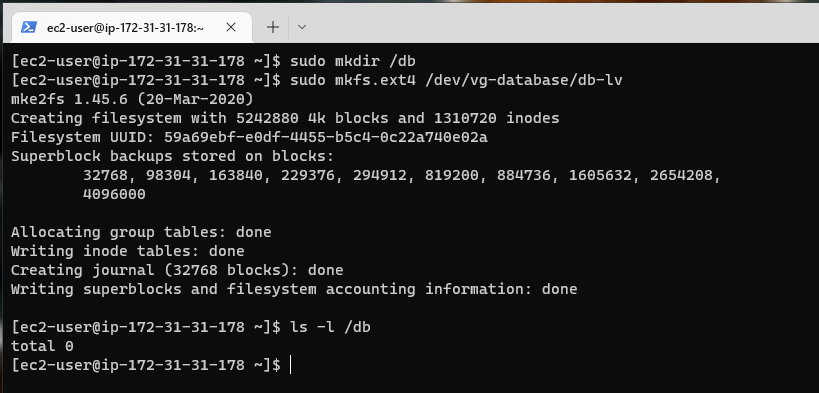 ec2-user@ip-172-31-31-178:~
[ec2-user@ip-172-31-31-178 ~]$ sudo mkdir /db
[ec2-user@ip-172-31-31-178 ~]$ sudo mkfs.ext4 /dev/vg-database/db-lv
mke2fs 1.45.6 (20-Mar-2020)
Creating filesystem with 5242880 4k blocks and 1310720 inodes
Filesystem UUID: 59a69ebf-e0df-4455-b5c4-0c22a740e02a
Superblock backups stored on blocks:
        32768, 98304, 163840, 229376, 294912, 819200, 884736, 1605632, 2654208,
        4096000

Allocating group tables: done
Writing inode tables: done
Creating journal (32768 blocks): done
Writing superblocks and filesystem accounting information: done

[ec2-user@ip-172-31-31-178 ~]$ ls -l /db
total 0
[ec2-user@ip-172-31-31-178 ~]$